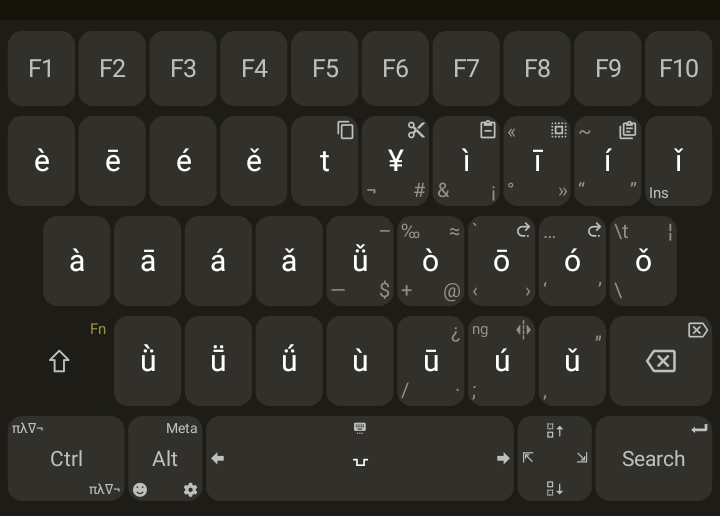 F1 F2 F3 F4 F5 F6 F7 F8 F9 F10
« ~
è ē é ě t ¥ ì ī í ǐ
¬ # & ¡ ° » “ ” Ins
– ‰ ≈ ` … \t ¦
à ā á ǎ ǚ ò ō ó ǒ
— $ + @ ‹ › ‘ ’ \
Fn ¿ ng „
ǜ ǖ ǘ ù ū ú ǔ
/ · ; ‚
πλ∇¬ Meta
Ctrl Alt Search
πλ∇¬